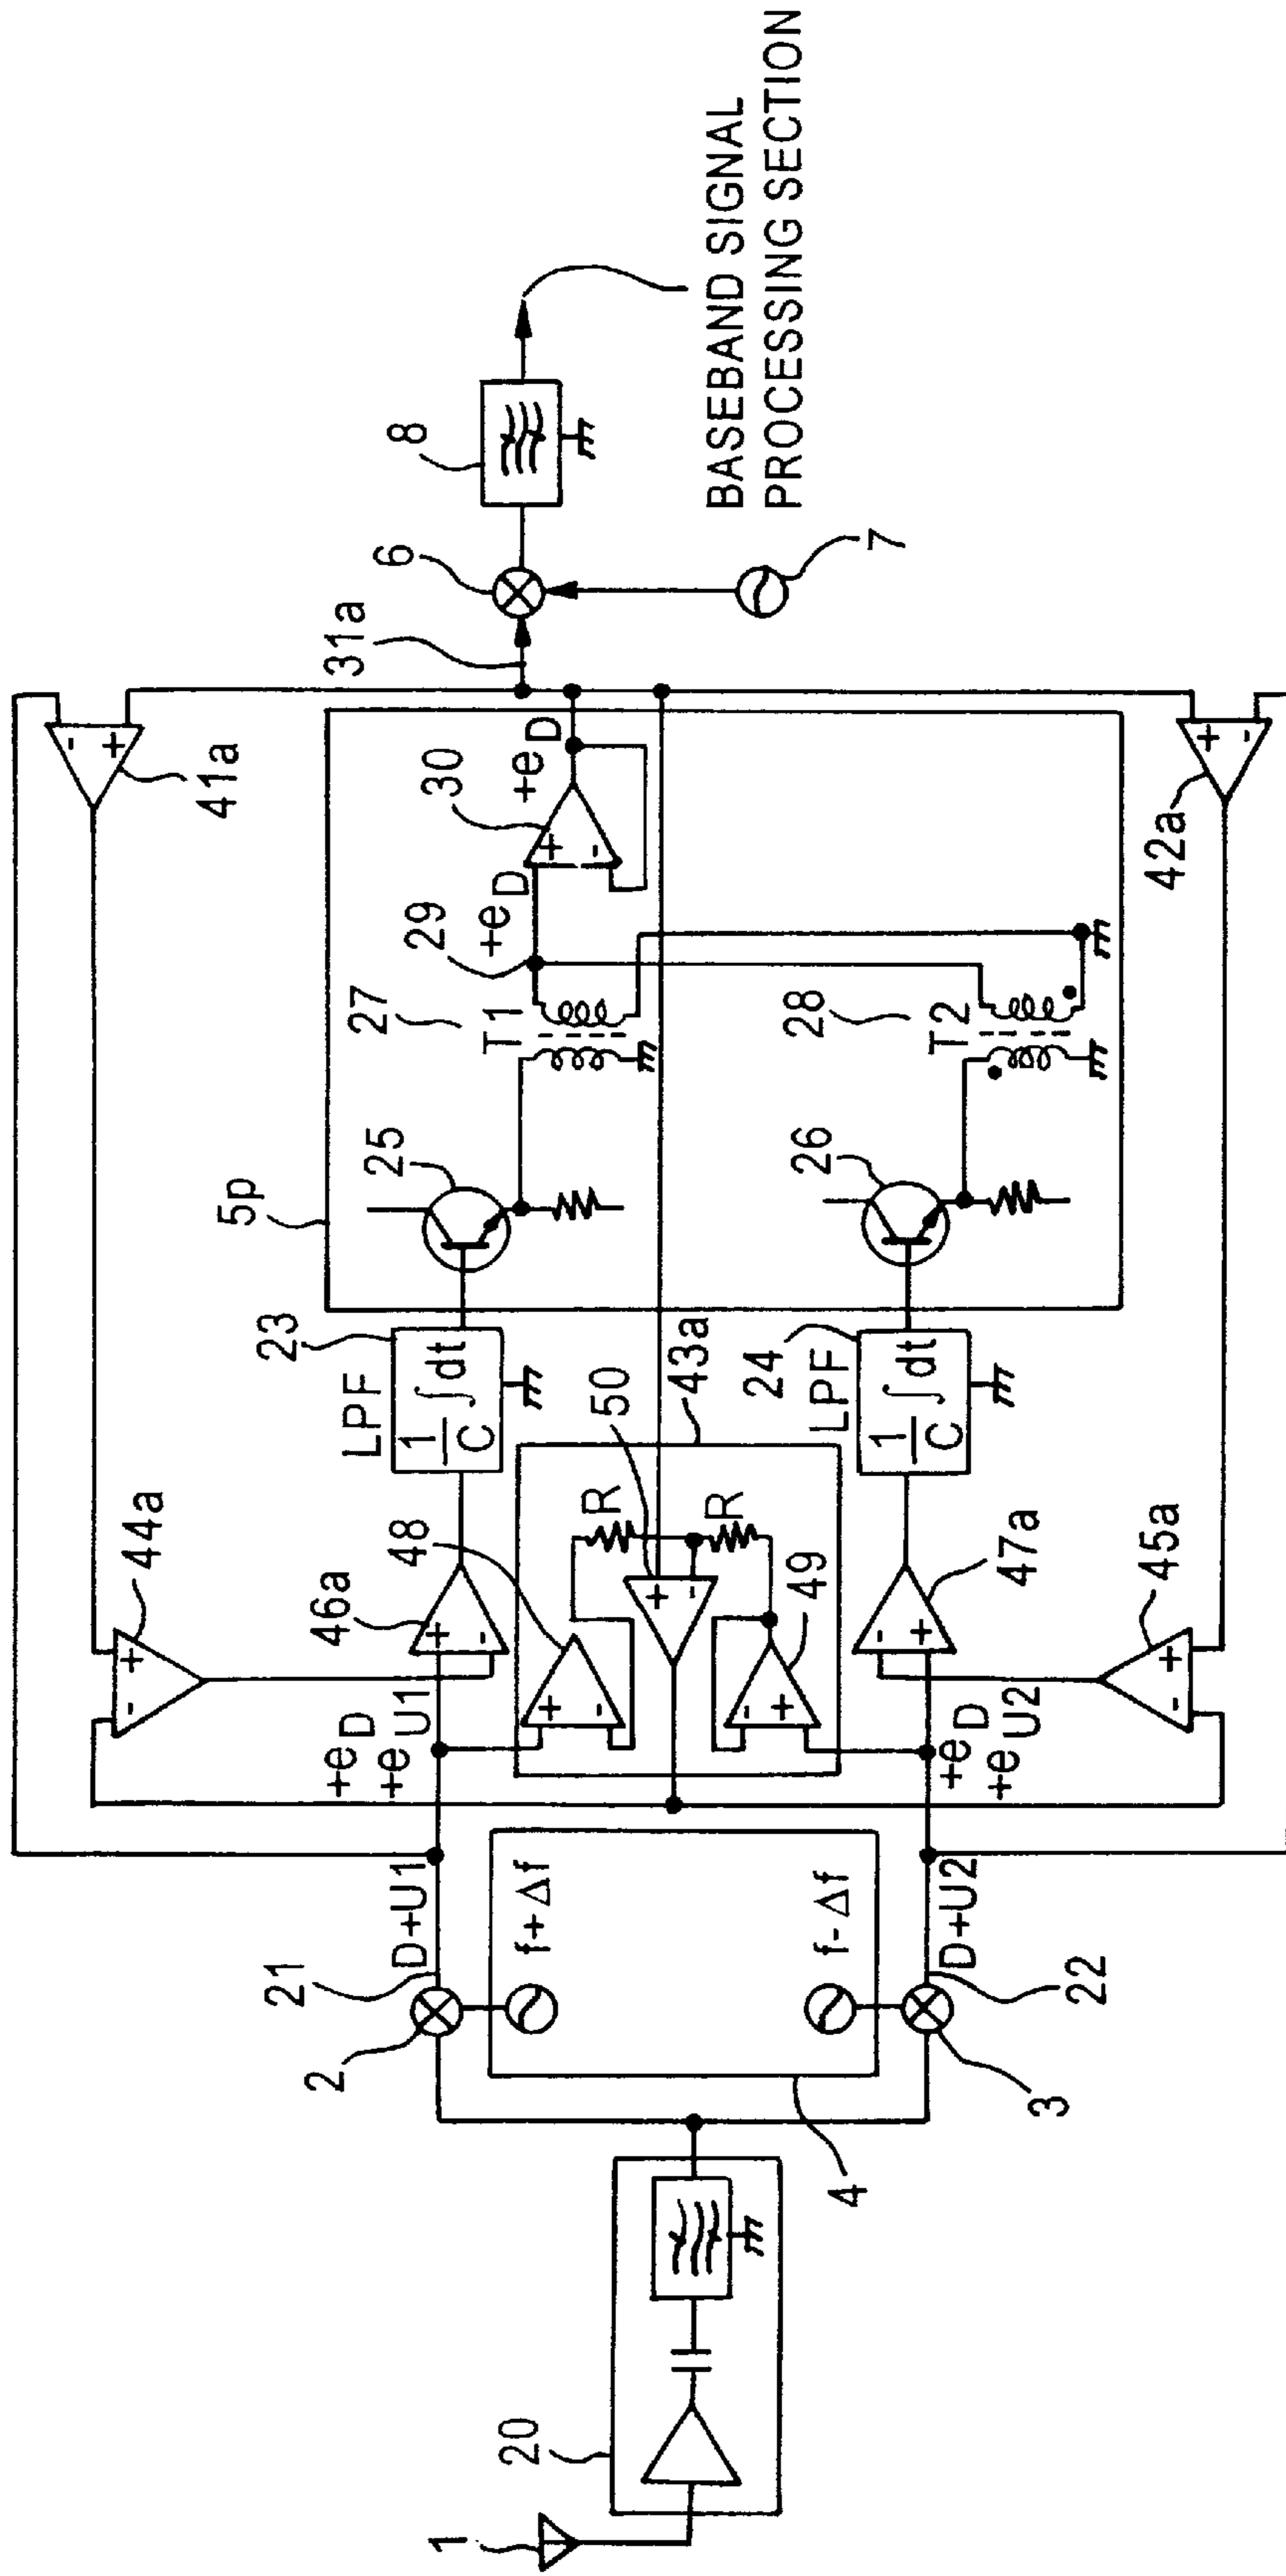 1
20
4
2
21
D+U1
f+Δf
f-Δf
D+U2
22
3
+eD
+eU1
44a
+
-
46a
+
-
48
+
-
R
50
+
-
R
43a
49
-
+
+eD
+eU2
47a
-
+
45a
+
-
LPF
23
1/C ∫dt
LPF
24
1/C ∫dt
5p
25
26
27
T1
28
T2
29
+eD
30
+
-
+eD
41a
-
+
42a
+
-
31a
6
7
8
BASEBAND SIGNAL
PROCESSING SECTION